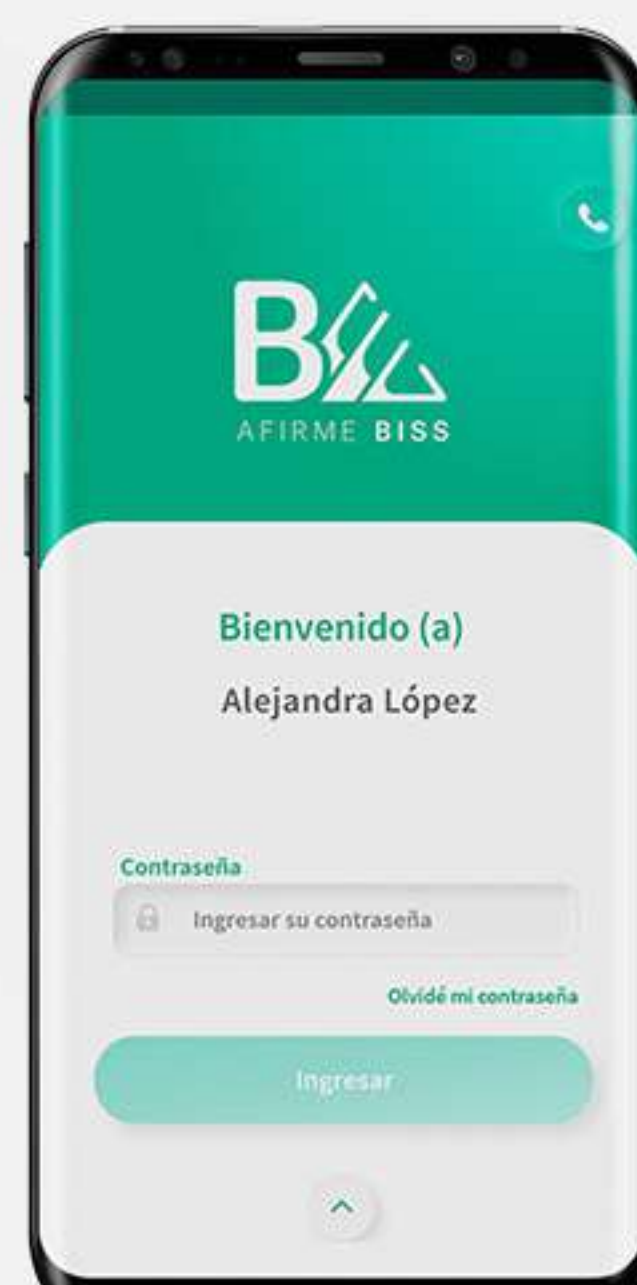 B
AFIRME BISS
Bienvenido (a)
Alejandra López
Contraseña
Ingresar su contraseña
Olvidé mi contraseña
Ingresar